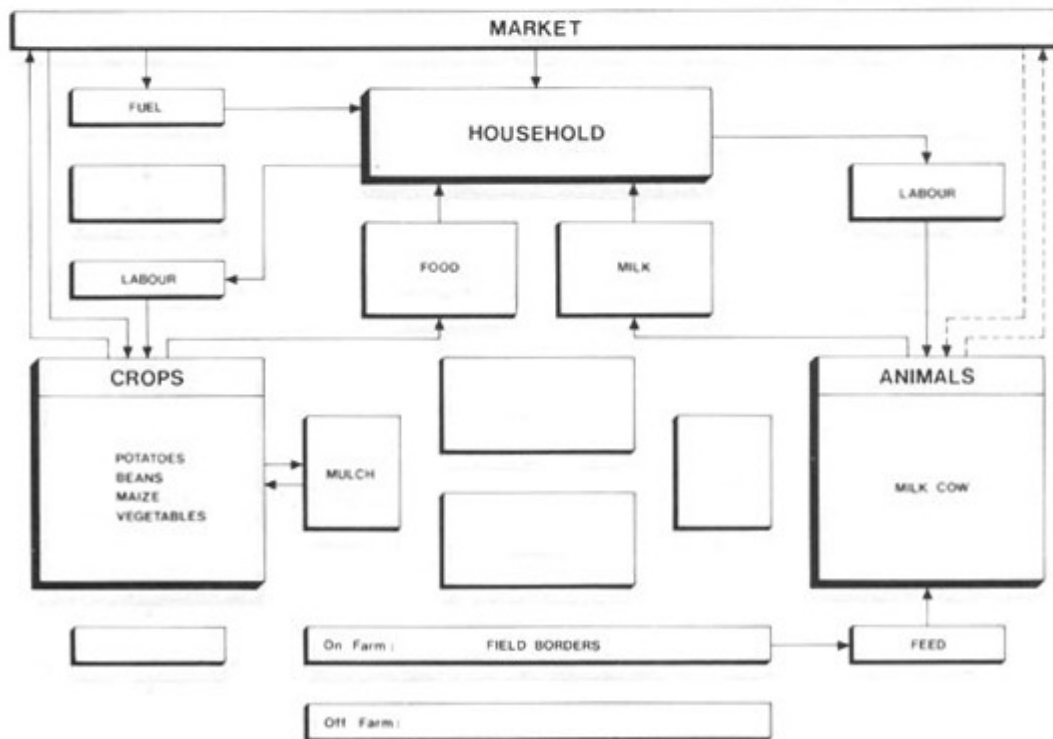 MARKET
FUEL
HOUSEHOLD
LABOUR
FOOD
MILK
LABOUR
CROPS
ANIMALS
POTATOES
BEANS
MAIZE
VEGETABLES
MULCH
MILK COW
On Farm: FIELD BORDERS
FEED
Off Farm: